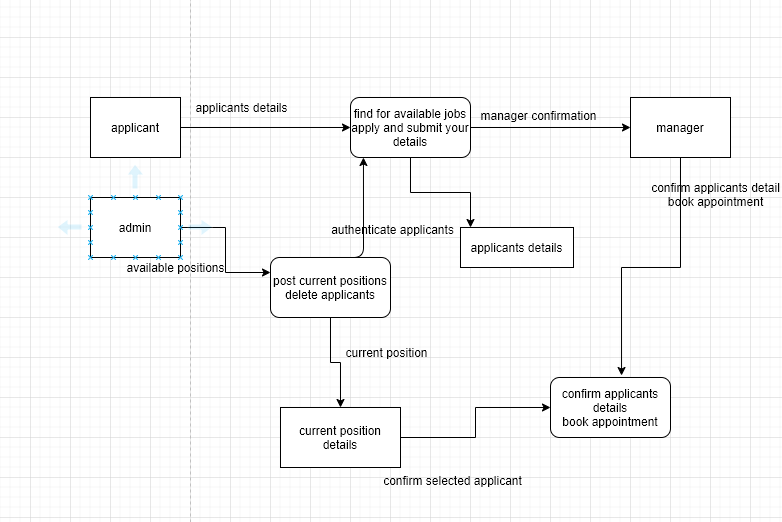 applicants details
applicant
find for available jobs
apply and submit your
details
manager confirmation
manager
confirm applicants detail
book appointment
admin
available positions
authenticate applicants
applicants details
post current positions
delete applicants
current position
current position
details
confirm applicants
details
book appointment
confirm selected applicant